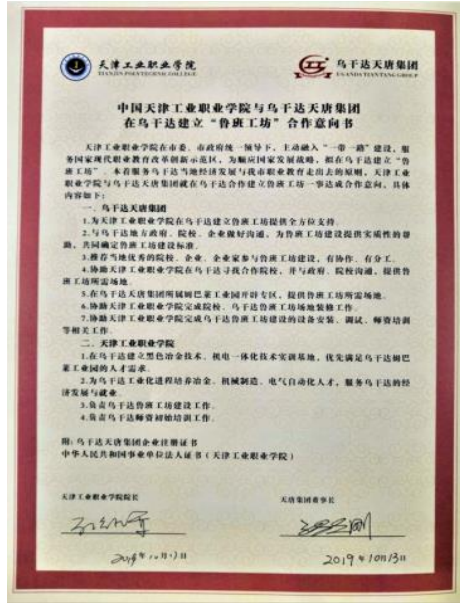 天津工业职业学院
TIANJIN POLYTECHNIC COLLEGE
乌干达天唐集团
UGANDA TIANTANG GROUP
中国天津工业职业学院与乌干达天唐集团
在乌干达建立“鲁班工坊”合作意向书
天津工业职业学院在市委、市政府统一领导下，主动融入“一带一路”建设，服
务国家现代职业教育改革创新示范区，为顺应国家发展战略，拟在乌干达建立“鲁
班工坊”。本着服务乌干达当地经济发展与我市职业教育走出去的原则，天津工业
职业学院与乌干达天唐集团就在乌干达合作建立鲁班工坊一事达成合作意向，具体
内容如下：
一、乌干达天唐集团
1.为天津工业职业学院在乌干达建立鲁班工坊提供全方位支持。
2.与乌干达地方政府、院校、企业做好沟通，为鲁班工坊建设提供实质性的帮
助，共同确定鲁班工坊建设标准。
3.推荐当地优秀的院校、企业、企业家参与鲁班工坊建设，有协作、有分工。
4.协助天津工业职业学院在乌干达寻找合作院校，并与政府、院校沟通，提供鲁
班工坊所需场地。
5.在乌干达天唐集团所属姆巴莱工业园开辟专区，提供鲁班工坊所需场地。
6.协助天津工业职业学院完成院校、乌干达鲁班工坊场地装修工作。
7.协助天津工业职业学院完成乌干达鲁班工坊建设的设备安装、调试、师资培训
等相关工作。
二、天津工业职业学院
1.在乌干达建立黑色冶金技术、机电一体化技术实训基地，优先满足乌干达姆巴
莱工业园的人才需求。
2.为乌干达工业化进程培养冶金、机械制造、电气自动化人才，服务乌干达的经
济发展与就业。
3.负责乌干达鲁班工坊建设工作。
4.负责乌干达师资初始培训工作。
附：乌干达天唐集团企业注册证书
中华人民共和国事业单位法人证书（天津工业职业学院）
天津工业职业学院院长
天唐集团董事长
2019年10月13日
2019年10月13日